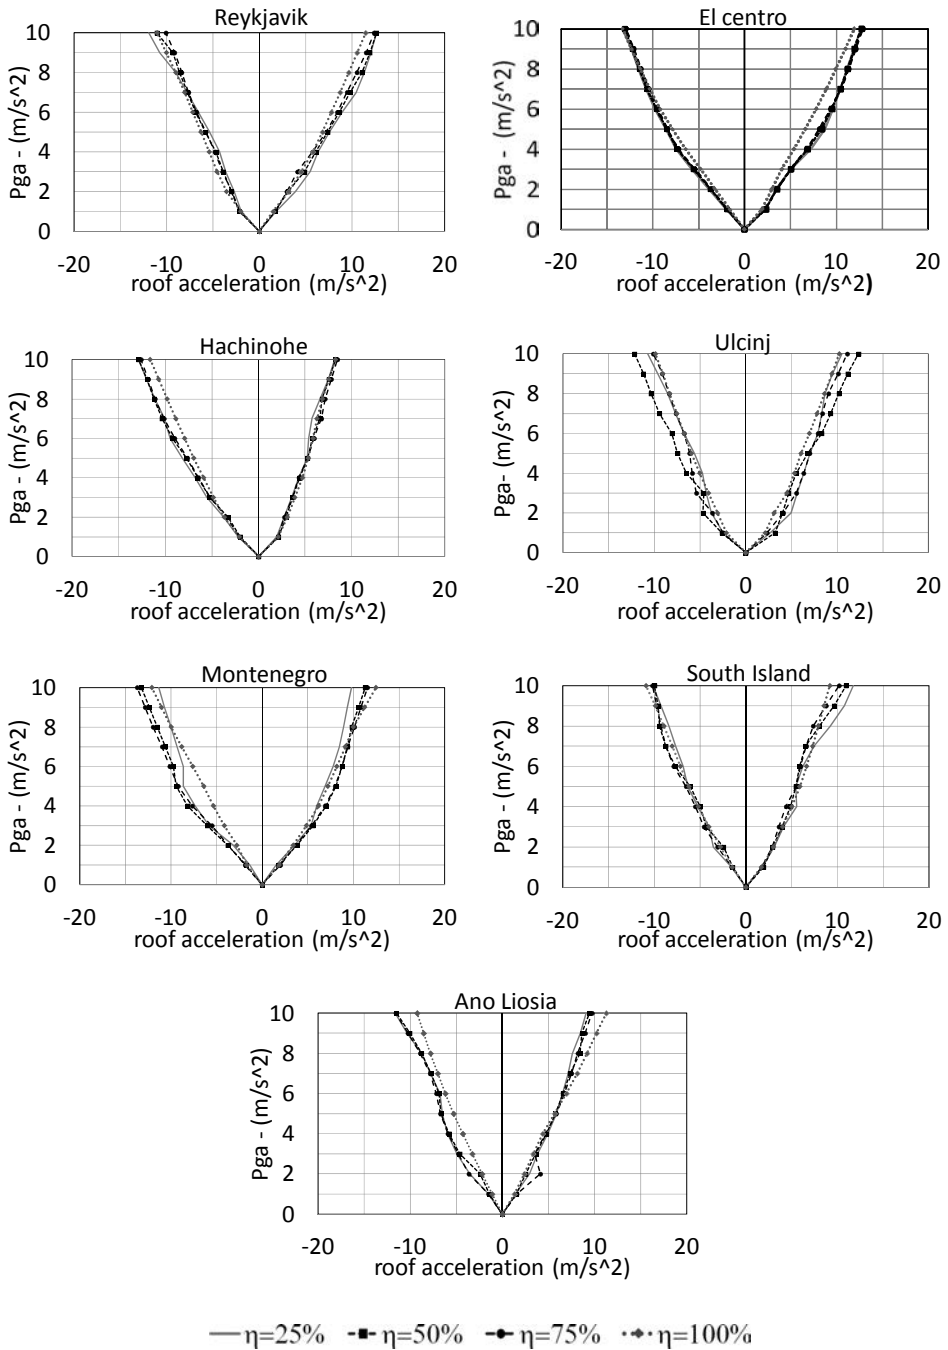 Reykjavik
10
8
6
4
2
0
Pga - (m/s^2)
-20 -10 0 10 20
roof acceleration (m/s^2)
El centro
10
8
6
4
2
0
Pga - (m/s^2)
-20 -10 0 10 20
roof acceleration (m/s^2)
Hachinohe
10
8
6
4
2
0
Pga - (m/s^2)
-20 -10 0 10 20
roof acceleration (m/s^2)
Ulcinj
10
8
6
4
2
0
Pga- (m/s^2)
-20 -10 0 10 20
roof acceleration (m/s^2)
Montenegro
10
8
6
4
2
0
Pga - (m/s^2)
-20 -10 0 10 20
roof acceleration (m/s^2)
South Island
10
8
6
4
2
0
Pga - (m/s^2)
-20 -10 0 10 20
roof acceleration (m/s^2)
Ano Liosia
10
8
6
4
2
0
Pga - (m/s^2)
-20 -10 0 10 20
roof acceleration (m/s^2)
η=25% η=50% η=75% η=100%